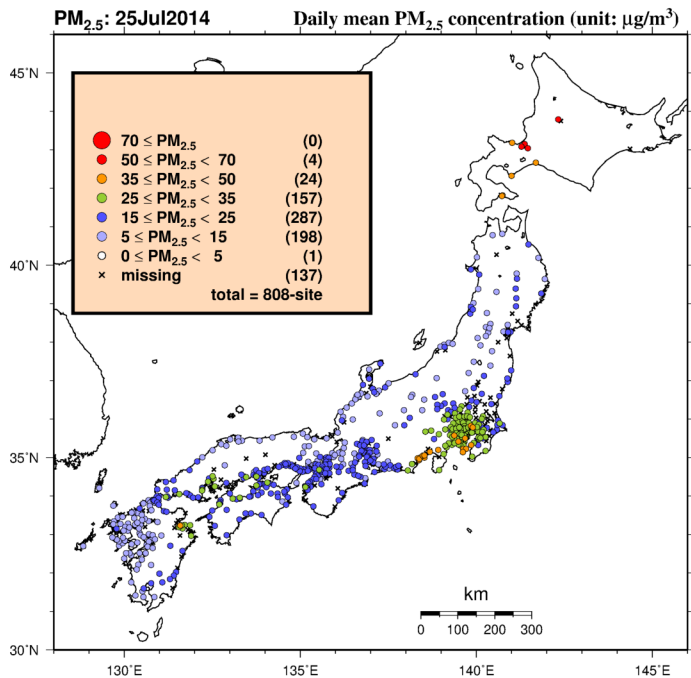 PM2.5: 25Jul2014 Daily mean PM2.5 concentration (unit: μg/m3)
45°N
70 ≤ PM2.5 (0)
50 ≤ PM2.5 < 70 (4)
35 ≤ PM2.5 < 50 (24)
25 ≤ PM2.5 < 35 (157)
15 ≤ PM2.5 < 25 (287)
5 ≤ PM2.5 < 15 (198)
0 ≤ PM2.5 < 5 (1)
missing (137)
total = 808-site
40°N
35°N
km
0 100 200 300
30°N
130°E 135°E 140°E 145°E